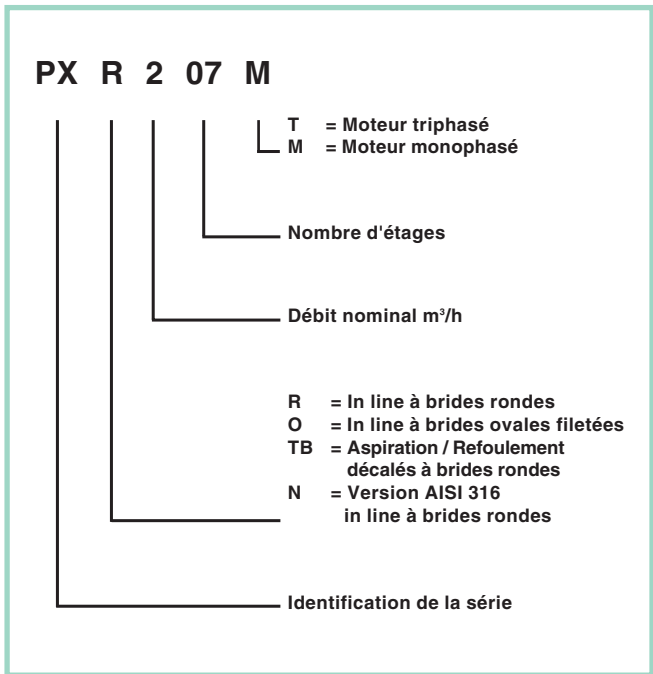 PX R 2 07 M
T = Moteur triphasé
M = Moteur monophasé
Nombre d'étages
Débit nominal m³/h
R = In line à brides rondes
O = In line à brides ovales filetées
TB = Aspiration / Refoulement
décalés à brides rondes
N = Version AISI 316
in line à brides rondes
Identification de la série